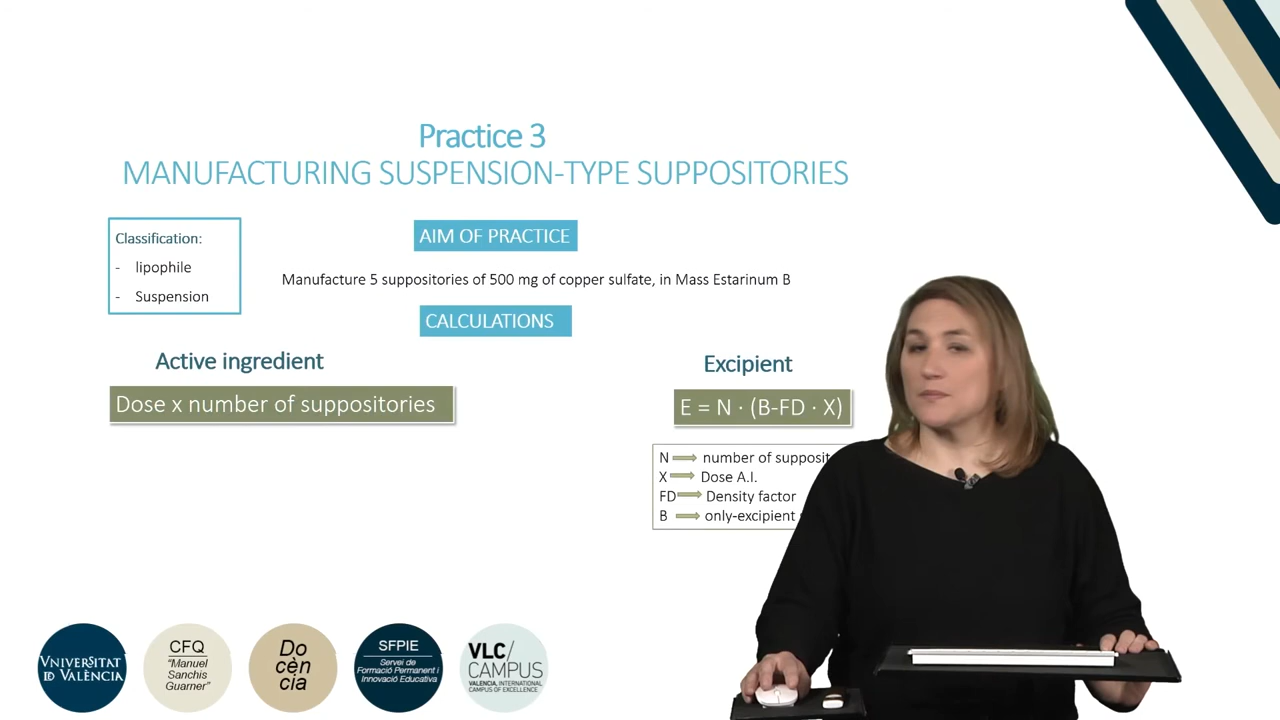 Practice 3
MANUFACTURING SUSPENSION-TYPE SUPPOSITORIES
Classification:
- lipophile
- Suspension
AIM OF PRACTICE
Manufacture 5 suppositories of 500 mg of copper sulfate, in Mass Estarinum B
CALCULATIONS
Active ingredient
Dose x number of suppositories
Excipient
E = N · (B-FD · X)
N number of supposit
X Dose A.I.
FD Density factor
B only-excipient
VNIVERSITAT
ID VALÈNCIA
CFQ
"Manuel
Sanchis
Guarner"
Do
cèn
cia
SFPIE
Servei de
Formació Permanent i
Innovació Educativa
VLC/
CAMPUS
VALENCIA, INTERNATIONAL
CAMPUS OF EXCELLENCE